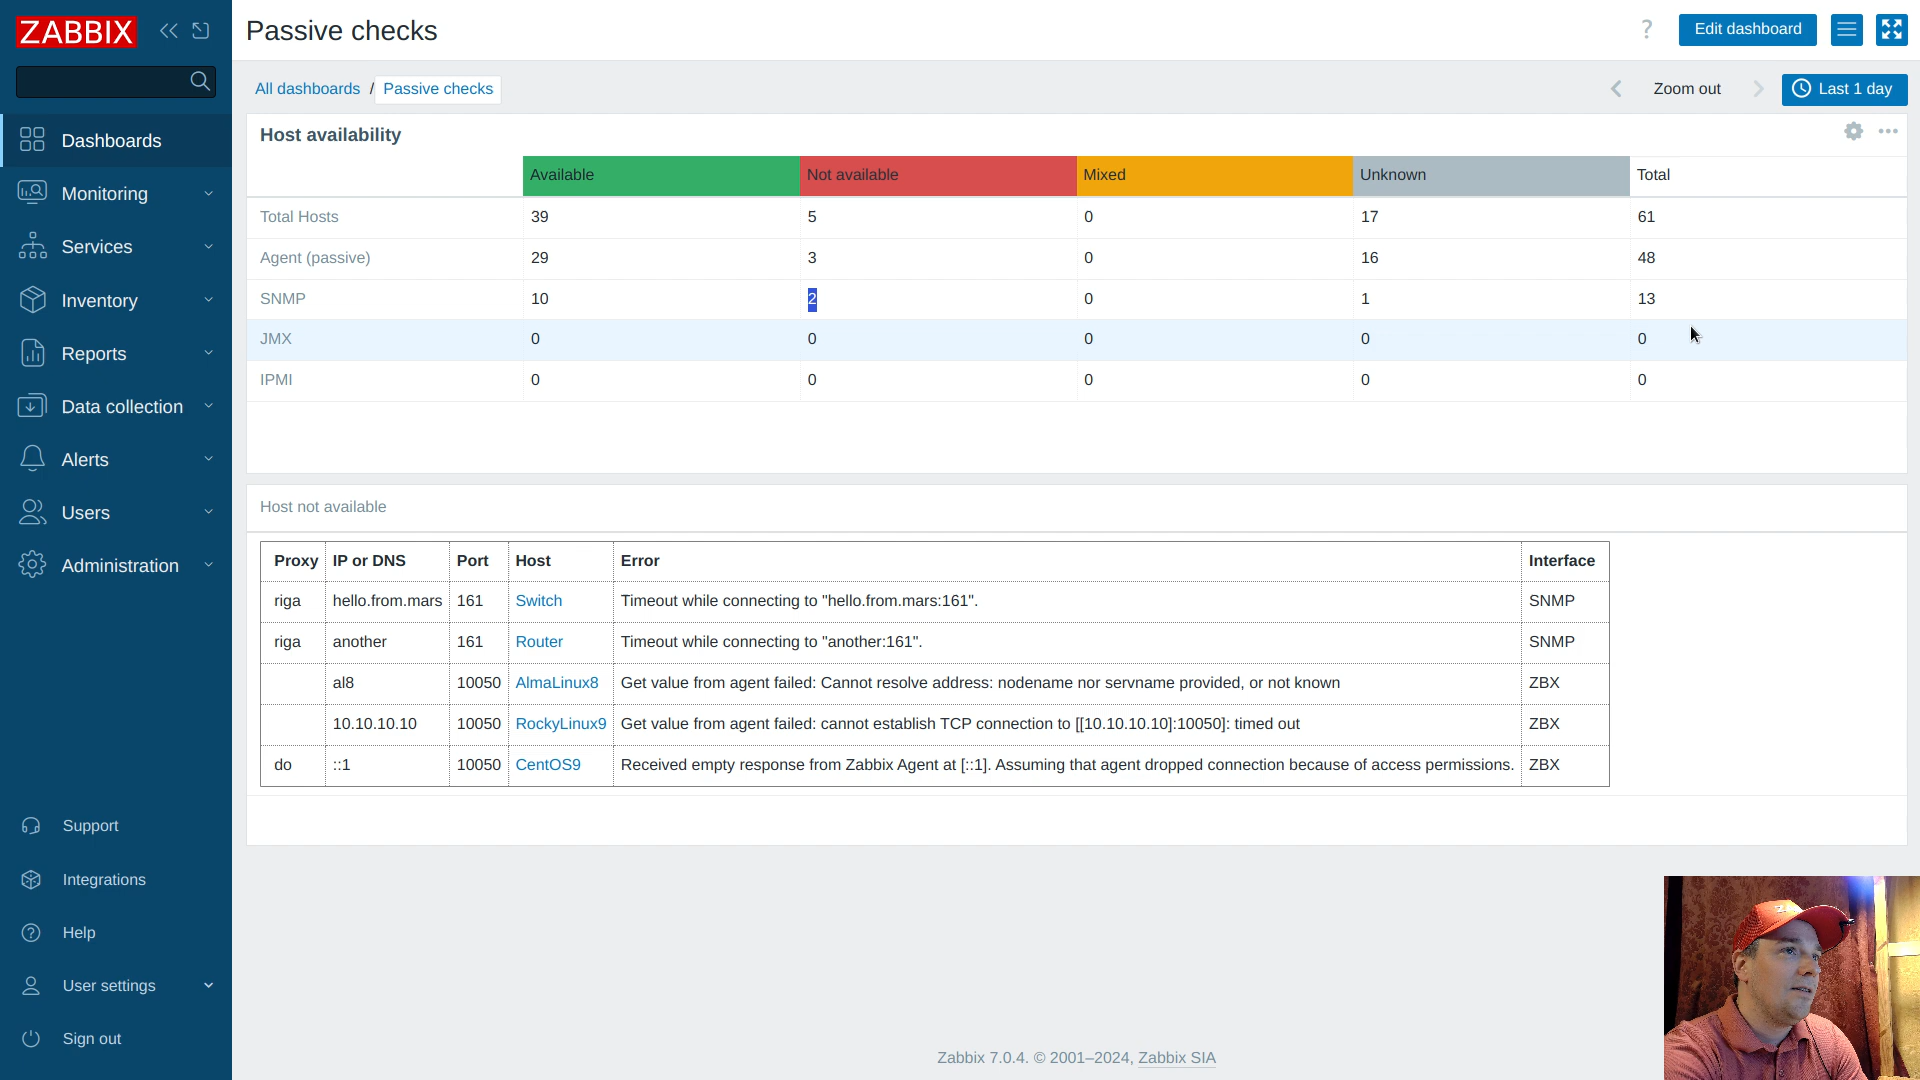 ZABBIX
Passive checks
? Edit dashboard
Dashboards
Monitoring
Services
Inventory
Reports
Data collection
Alerts
Users
Administration
Support
Integrations
Help
User settings
Sign out
All dashboards / Passive checks
Zoom out
Last 1 day
Host availability
Available Not available Mixed Unknown Total
Total Hosts 39 5 0 17 61
Agent (passive) 29 3 0 16 48
SNMP 10 2 0 1 13
JMX 0 0 0 0 0
IPMI 0 0 0 0 0
Host not available
Proxy IP or DNS Port Host Error Interface
riga hello.from.mars 161 Switch Timeout while connecting to "hello.from.mars:161". SNMP
riga another 161 Router Timeout while connecting to "another:161". SNMP
al8 10050 AlmaLinux8 Get value from agent failed: Cannot resolve address: nodename nor servname provided, or not known ZBX
10.10.10.10 10050 RockyLinux9 Get value from agent failed: cannot establish TCP connection to [[10.10.10.10]:10050]: timed out ZBX
do ::1 10050 CentOS9 Received empty response from Zabbix Agent at [::1]. Assuming that agent dropped connection because of access permissions. ZBX
Zabbix 7.0.4. © 2001–2024, Zabbix SIA